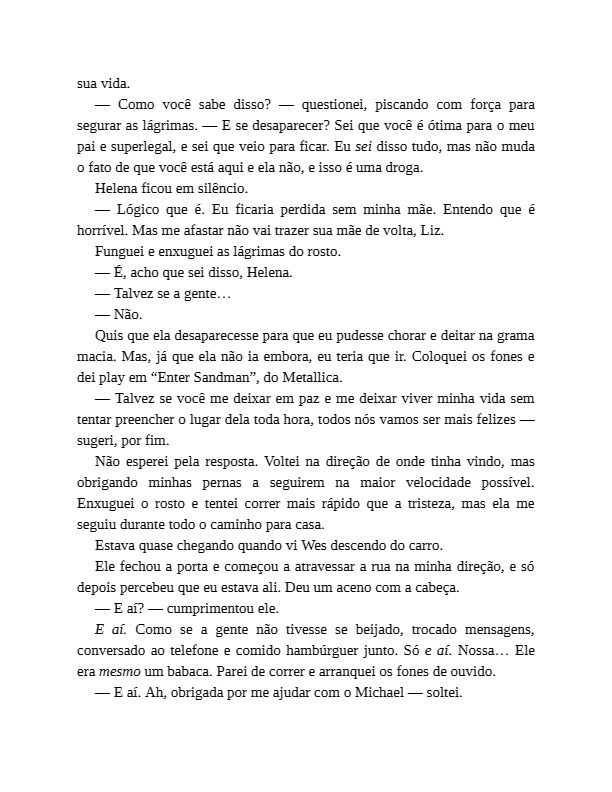 sua vida.
— Como você sabe disso? — questionei, piscando com força para
segurar as lágrimas. — E se desaparecer? Sei que você é ótima para o meu
pai e superlegal, e sei que veio para ficar. Eu sei disso tudo, mas não muda
o fato de que você está aqui e ela não, e isso é uma droga.
Helena ficou em silêncio.
— Lógico que é. Eu ficaria perdida sem minha mãe. Entendo que é
horrível. Mas me afastar não vai trazer sua mãe de volta, Liz.
Funguei e enxuguei as lágrimas do rosto.
— É, acho que sei disso, Helena.
— Talvez se a gente…
— Não.
Quis que ela desaparecesse para que eu pudesse chorar e deitar na grama
macia. Mas, já que ela não ia embora, eu teria que ir. Coloquei os fones e
dei play em “Enter Sandman”, do Metallica.
— Talvez se você me deixar em paz e me deixar viver minha vida sem
tentar preencher o lugar dela toda hora, todos nós vamos ser mais felizes —
sugeri, por fim.
Não esperei pela resposta. Voltei na direção de onde tinha vindo, mas
obrigando minhas pernas a seguirem na maior velocidade possível.
Enxuguei o rosto e tentei correr mais rápido que a tristeza, mas ela me
seguiu durante todo o caminho para casa.
Estava quase chegando quando vi Wes descendo do carro.
Ele fechou a porta e começou a atravessar a rua na minha direção, e só
depois percebeu que eu estava ali. Deu um aceno com a cabeça.
— E aí? — cumprimentou ele.
E aí. Como se a gente não tivesse se beijado, trocado mensagens,
conversado ao telefone e comido hambúrguer junto. Só e aí. Nossa… Ele
era mesmo um babaca. Parei de correr e arranquei os fones de ouvido.
— E aí. Ah, obrigada por me ajudar com o Michael — soltei.